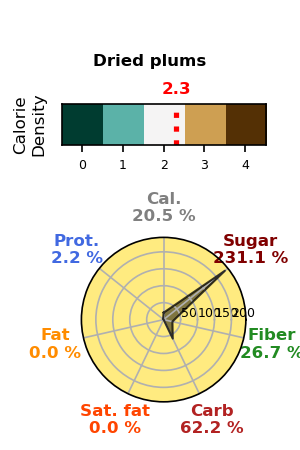 Dried plums
2.3
Calorie
Density
0 1 2 3 4
Cal.
20.5 %
Prot.
2.2 %
Sugar
231.1 %
50 100 150 200
Fat
0.0 %
Fiber
26.7 %
Sat. fat
0.0 %
Carb
62.2 %